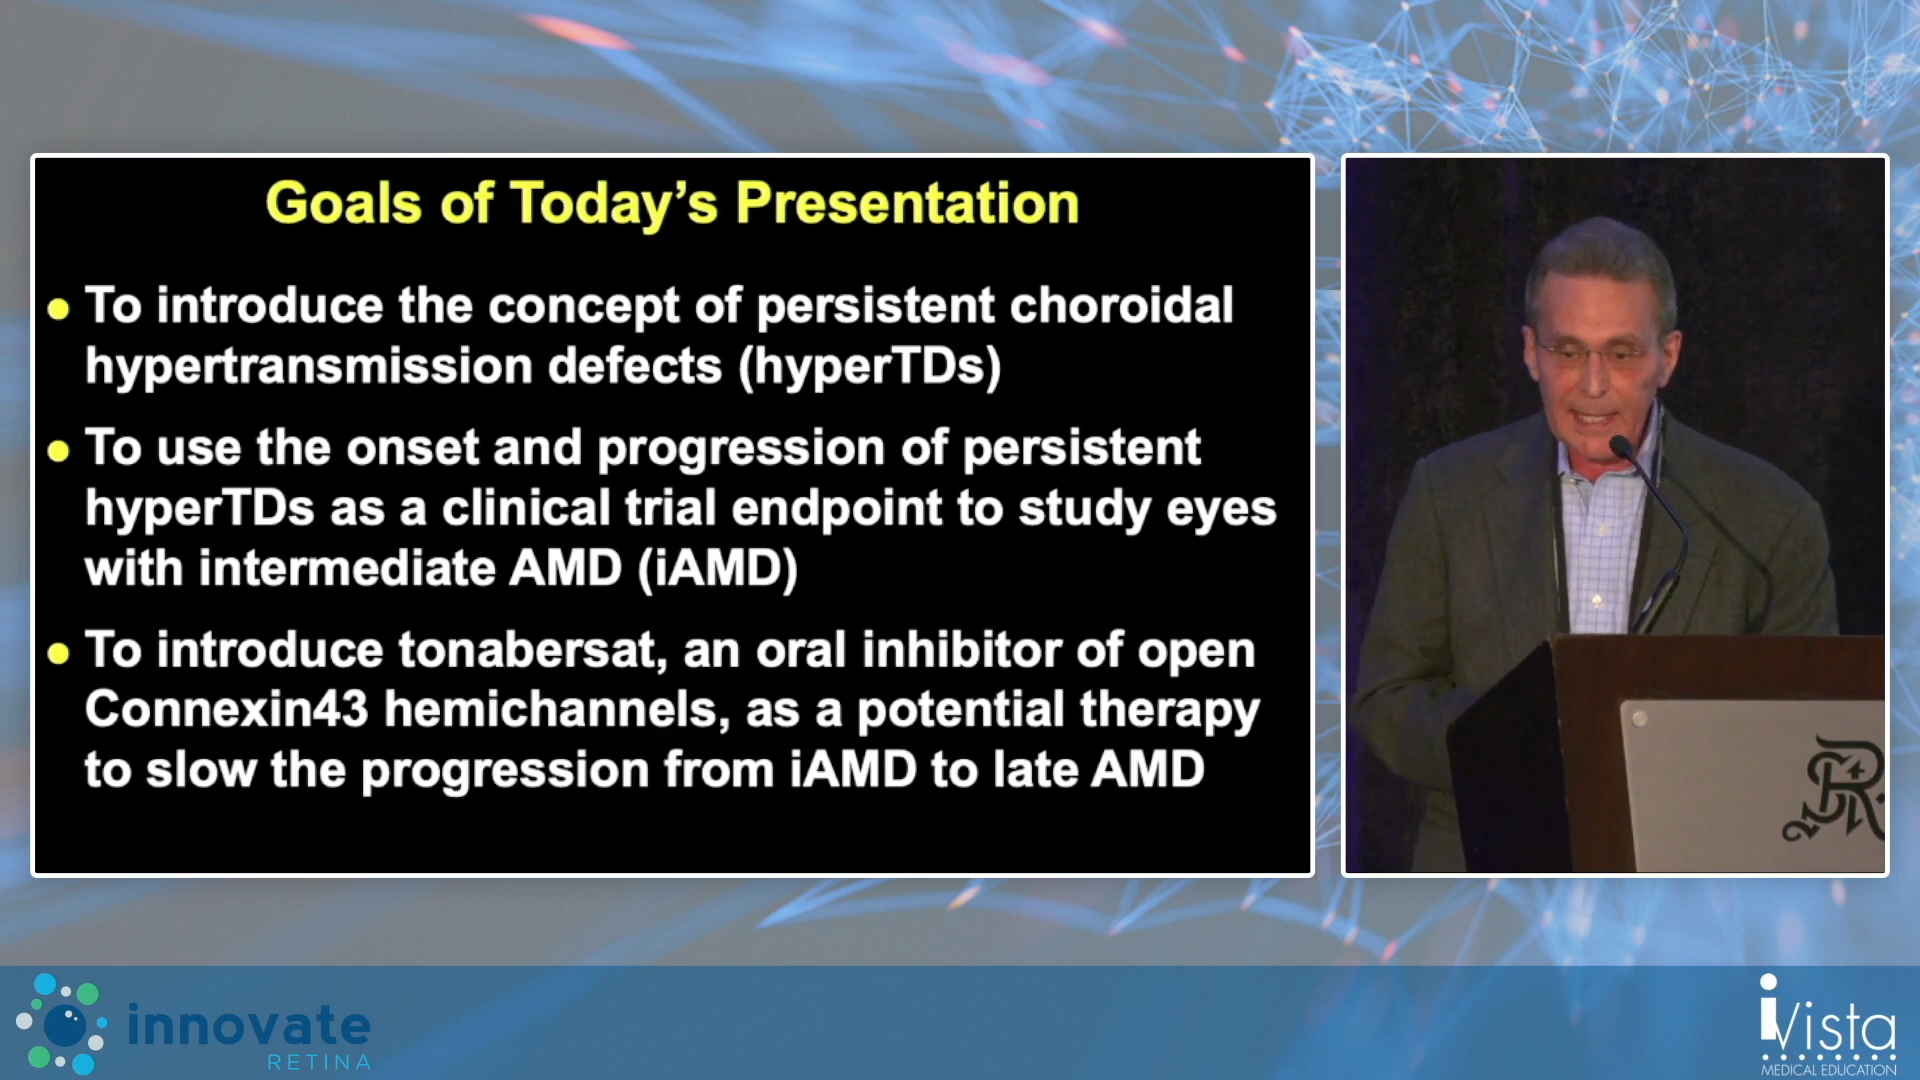 Goals of Today's Presentation
To introduce the concept of persistent choroidal
hypertransmission defects (hyperTDs)
To use the onset and progression of persistent
hyperTDs as a clinical trial endpoint to study eyes
with intermediate AMD (iAMD)
To introduce tonabersat, an oral inhibitor of open
Connexin43 hemichannels, as a potential therapy
to slow the progression from iAMD to late AMD
innovate
RETINA
iVista
MEDICAL EDUCATION